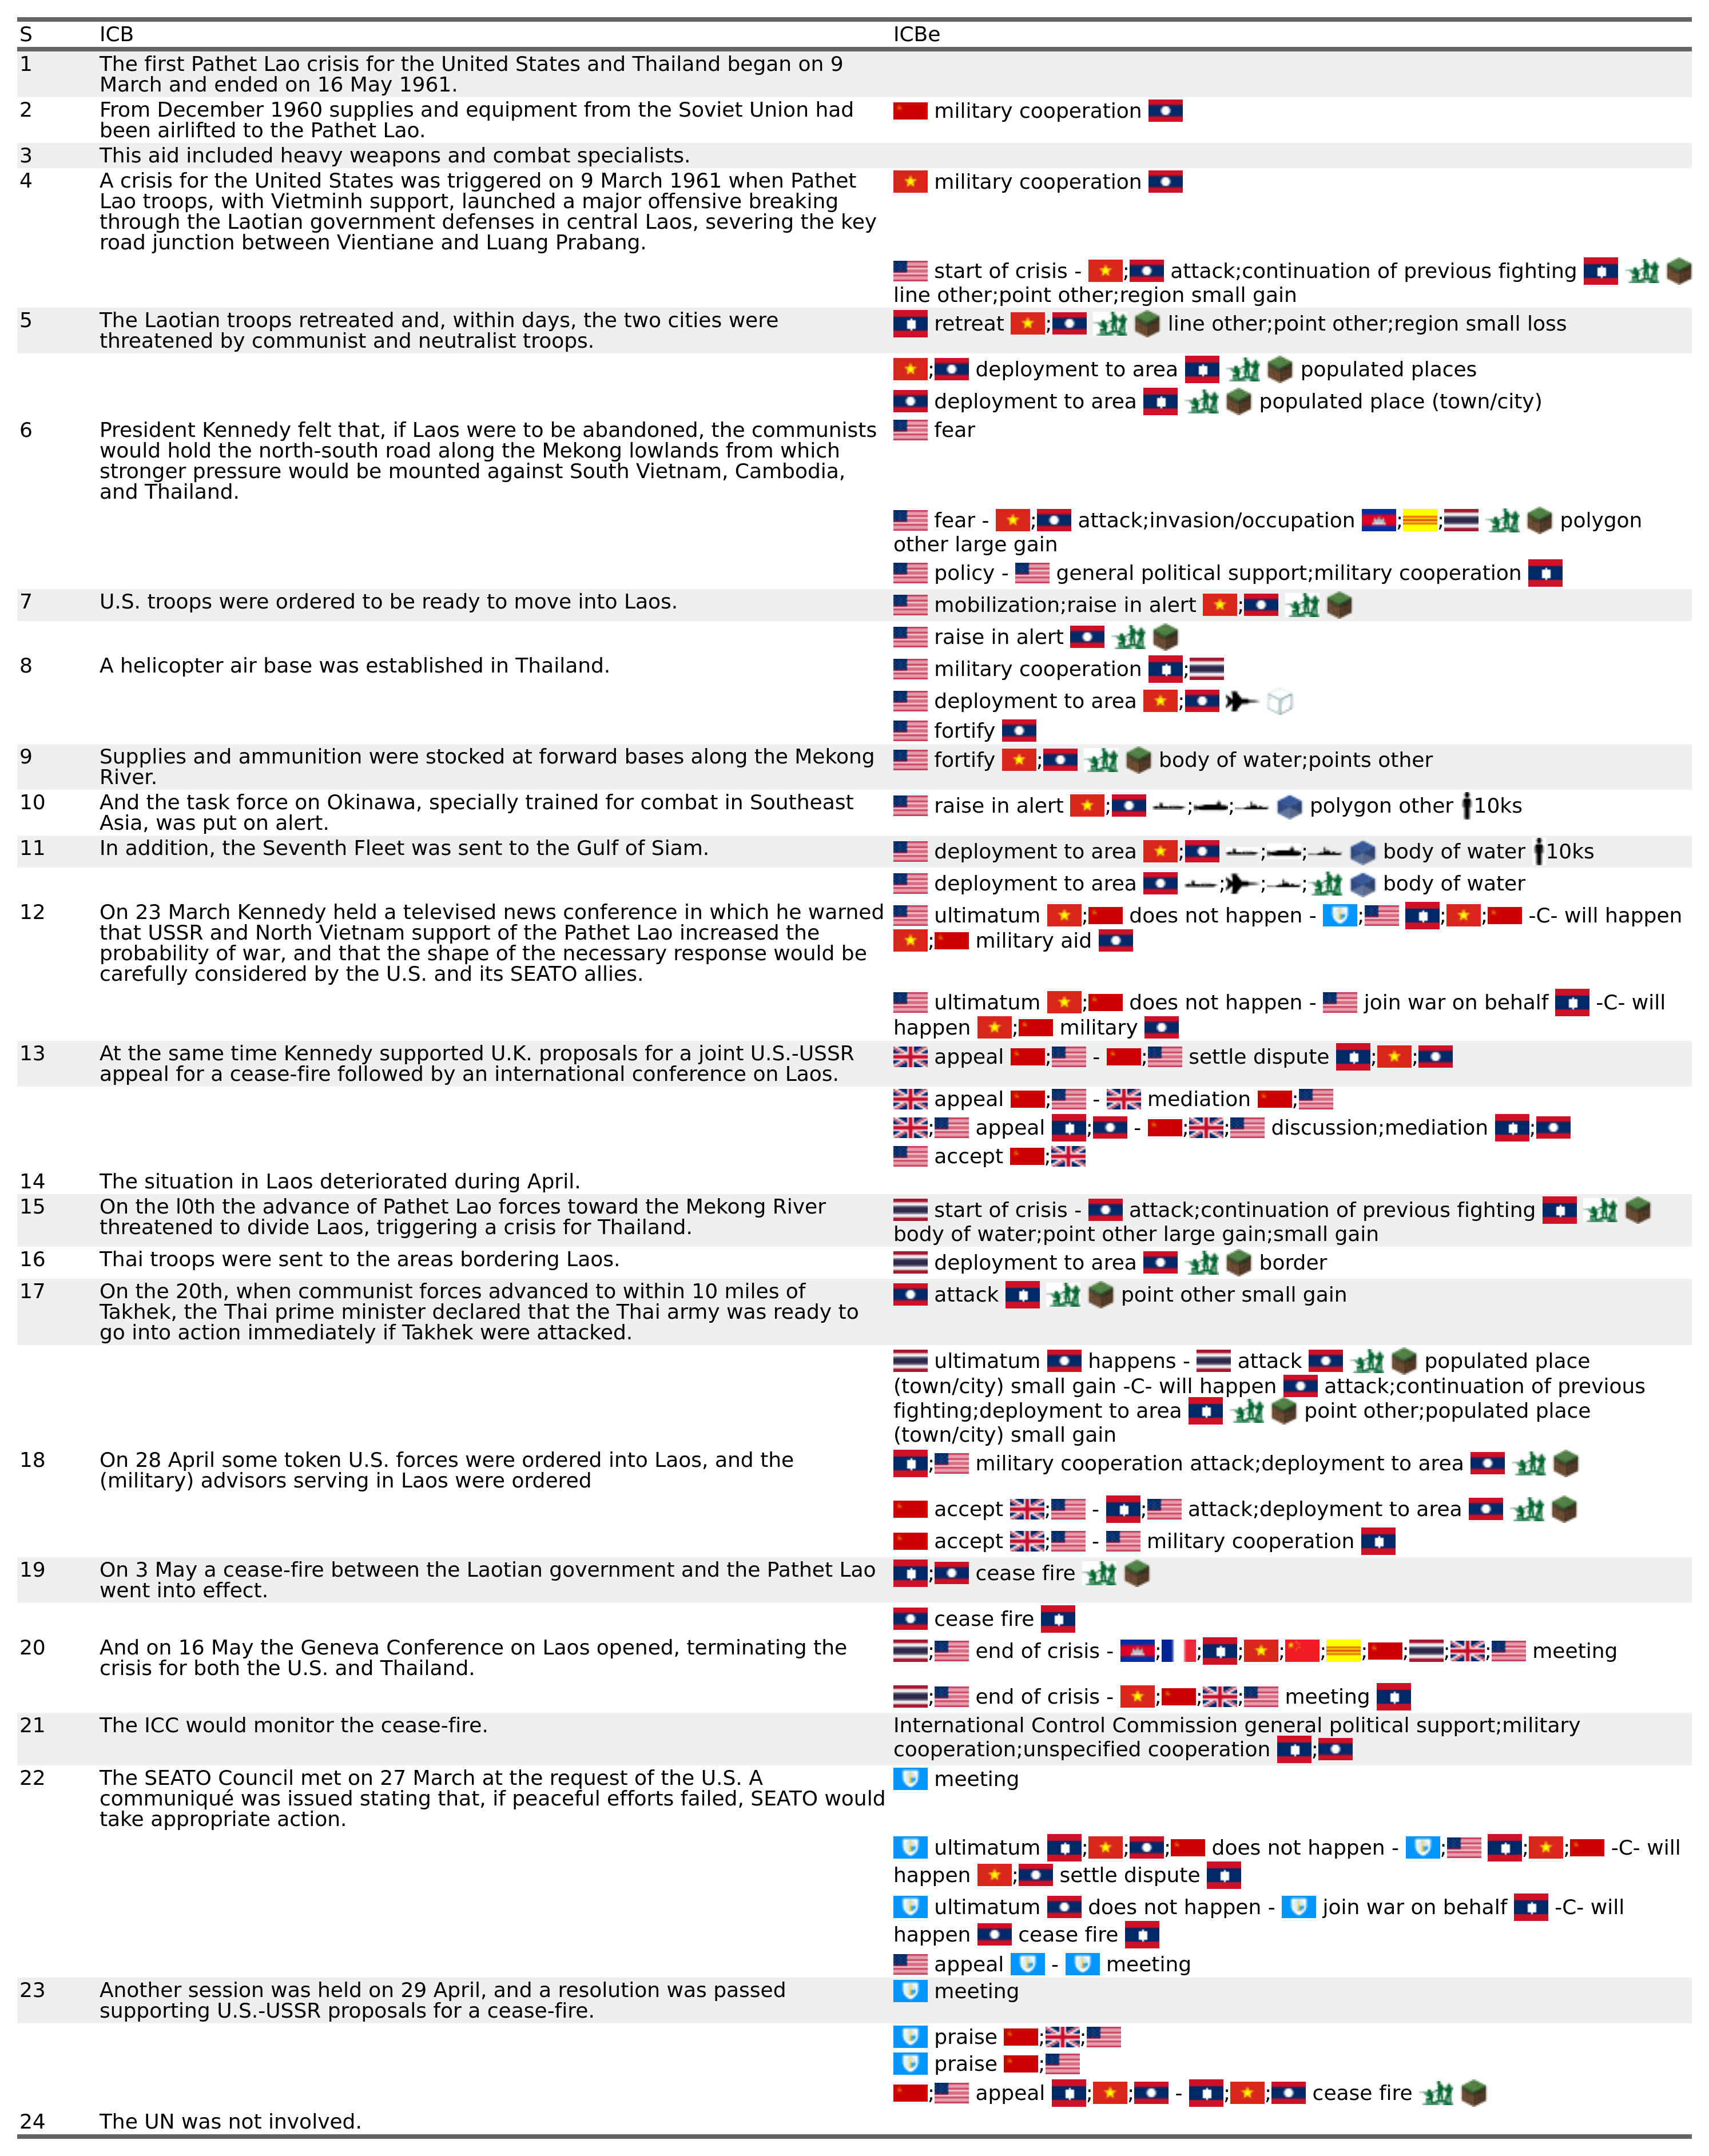 S ICB ICBe
1 The first Pathet Lao crisis for the United States and Thailand began on 9
March and ended on 16 May 1961.
2 From December 1960 supplies and equipment from the Soviet Union had military cooperation
been airlifted to the Pathet Lao.
3 This aid included heavy weapons and combat specialists.
4 A crisis for the United States was triggered on 9 March 1961 when Pathet military cooperation
Lao troops, with Vietminh support, launched a major offensive breaking
through the Laotian government defenses in central Laos, severing the key
road junction between Vientiane and Luang Prabang.
start of crisis - ; attack;continuation of previous fighting
line other;point other;region small gain
5 The Laotian troops retreated and, within days, the two cities were retreat ; line other;point other;region small loss
threatened by communist and neutralist troops.
; deployment to area populated places
deployment to area populated place (town/city)
6 President Kennedy felt that, if Laos were to be abandoned, the communists fear
would hold the north-south road along the Mekong lowlands from which
stronger pressure would be mounted against South Vietnam, Cambodia,
and Thailand.
fear - ; attack;invasion/occupation ; ; polygon
other large gain
policy - general political support;military cooperation
7 U.S. troops were ordered to be ready to move into Laos. mobilization;raise in alert ;
raise in alert
8 A helicopter air base was established in Thailand. military cooperation ;
deployment to area ;
fortify
9 Supplies and ammunition were stocked at forward bases along the Mekong fortify ; body of water;points other
River.
10 And the task force on Okinawa, specially trained for combat in Southeast raise in alert ; ; ; polygon other 10ks
Asia, was put on alert.
11 In addition, the Seventh Fleet was sent to the Gulf of Siam. deployment to area ; ; ; body of water 10ks
deployment to area ; ; ; body of water
12 On 23 March Kennedy held a televised news conference in which he warned ultimatum ; does not happen - ; ; ; -C- will happen
that USSR and North Vietnam support of the Pathet Lao increased the ; military aid
probability of war, and that the shape of the necessary response would be
carefully considered by the U.S. and its SEATO allies.
ultimatum ; does not happen - join war on behalf -C- will
happen ; military
13 At the same time Kennedy supported U.K. proposals for a joint U.S.-USSR appeal ; - ; settle dispute ; ;
appeal for a cease-fire followed by an international conference on Laos.
appeal ; - mediation ;
; appeal ; - ; ; discussion;mediation ;
accept ;
14 The situation in Laos deteriorated during April.
15 On the l0th the advance of Pathet Lao forces toward the Mekong River start of crisis - attack;continuation of previous fighting
threatened to divide Laos, triggering a crisis for Thailand. body of water;point other large gain;small gain
16 Thai troops were sent to the areas bordering Laos. deployment to area border
17 On the 20th, when communist forces advanced to within 10 miles of attack point other small gain
Takhek, the Thai prime minister declared that the Thai army was ready to
go into action immediately if Takhek were attacked.
ultimatum happens - attack populated place
(town/city) small gain -C- will happen attack;continuation of previous
fighting;deployment to area point other;populated place
(town/city) small gain
18 On 28 April some token U.S. forces were ordered into Laos, and the ; military cooperation attack;deployment to area
(military) advisors serving in Laos were ordered
accept ; - ; attack;deployment to area
accept ; - military cooperation
19 On 3 May a cease-fire between the Laotian government and the Pathet Lao ; cease fire
went into effect.
cease fire
20 And on 16 May the Geneva Conference on Laos opened, terminating the ; end of crisis - ; ; ; ; ; ; ; ; ; meeting
crisis for both the U.S. and Thailand.
; end of crisis - ; ; ; meeting
21 The ICC would monitor the cease-fire. International Control Commission general political support;military
cooperation;unspecified cooperation ;
22 The SEATO Council met on 27 March at the request of the U.S. A meeting
communiqué was issued stating that, if peaceful efforts failed, SEATO would
take appropriate action.
ultimatum ; ; ; does not happen - ; ; ; -C- will
happen ; settle dispute
ultimatum does not happen - join war on behalf -C- will
happen cease fire
appeal - meeting
23 Another session was held on 29 April, and a resolution was passed meeting
supporting U.S.-USSR proposals for a cease-fire.
praise ; ;
praise ;
; appeal ; ; - ; ; cease fire
24 The UN was not involved.